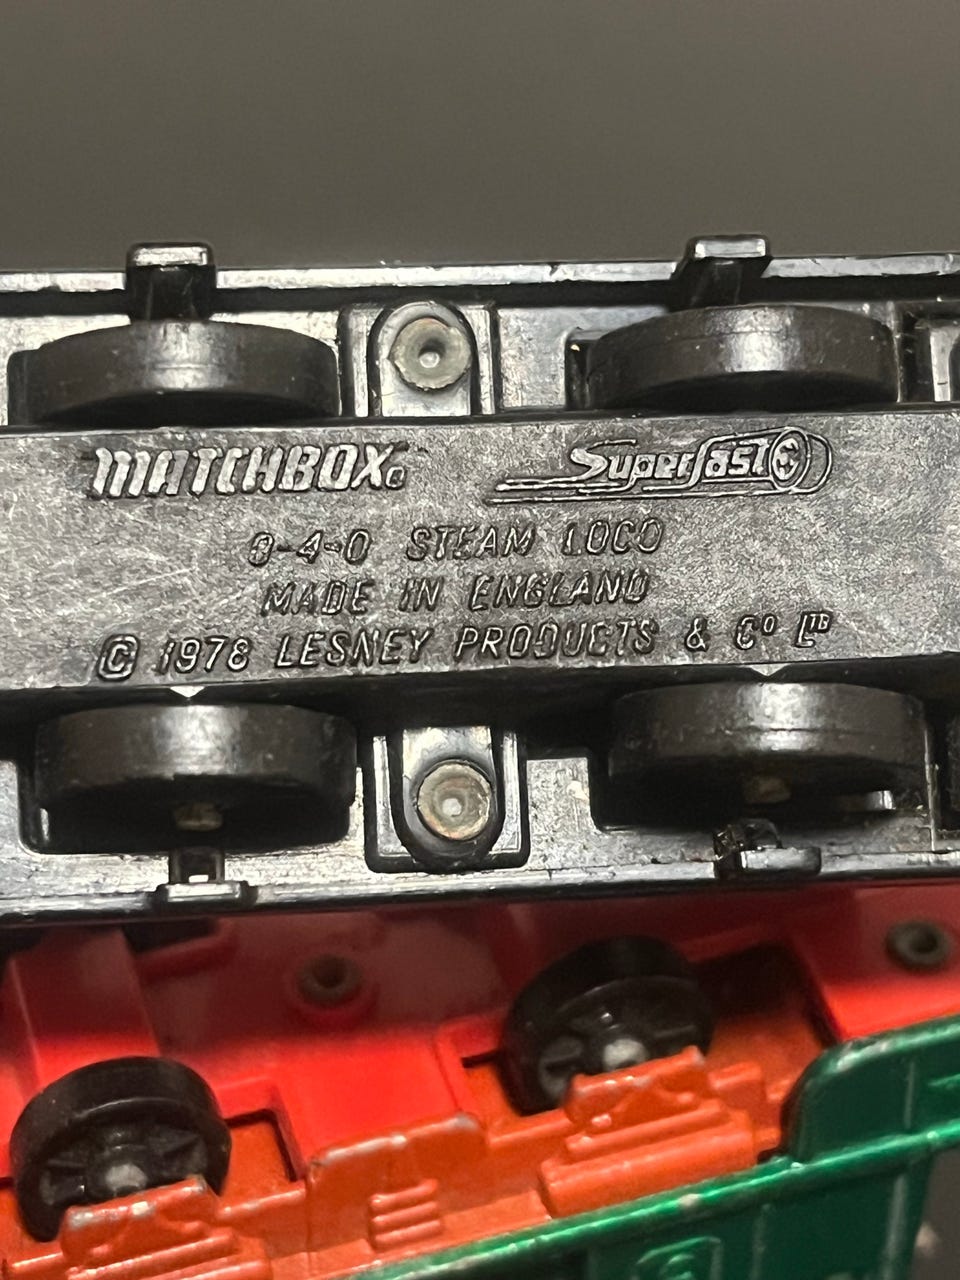 MATCHBOX® Superfast
0-4-0 STEAM LOCO
MADE IN ENGLAND
© 1978 LESNEY PRODUCTS & Cº LTD